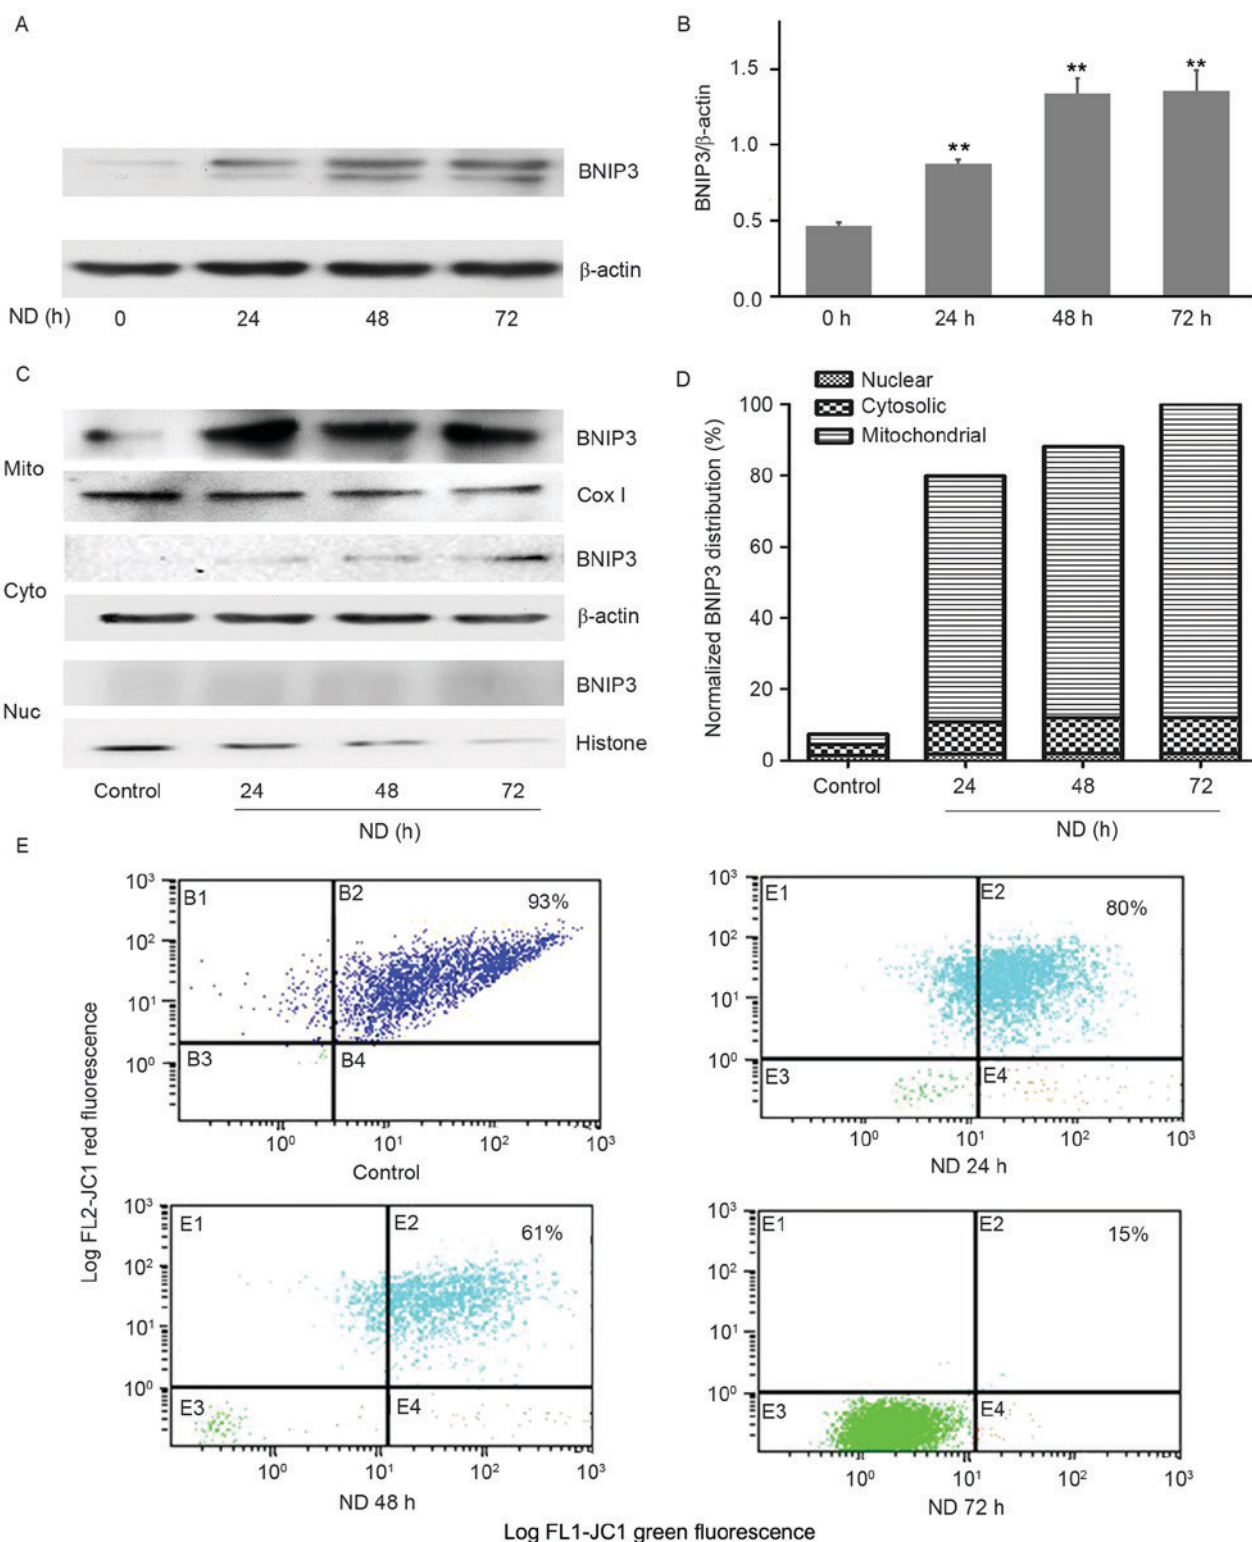 A
BNIP3
β-actin
ND (h) 0 24 48 72
B
BNIP3/β-actin
1.5
1.0
0.5
0.0
** ** **
0 h 24 h 48 h 72 h
C
Mito
BNIP3
Cox I
Cyto
BNIP3
β-actin
Nuc
BNIP3
Histone
Control 24 48 72
ND (h)
D
Nuclear
Cytosolic
Mitochondrial
Normalized BNIP3 distribution (%)
100
80
60
40
20
0
Control 24 48 72
ND (h)
E
Log FL2-JC1 red fluorescence
10³
10²
10¹
10⁰
B1 B2
93%
B3 B4
10⁰ 10¹ 10² 10³
Control
10³
10²
10¹
10⁰
E1 E2
80%
E3 E4
10⁰ 10¹ 10² 10³
ND 24 h
10³
10²
10¹
10⁰
E1 E2
61%
E3 E4
10⁰ 10¹ 10² 10³
ND 48 h
10³
10²
10¹
10⁰
E1 E2
15%
E3 E4
10⁰ 10¹ 10² 10³
ND 72 h
Log FL1-JC1 green fluorescence